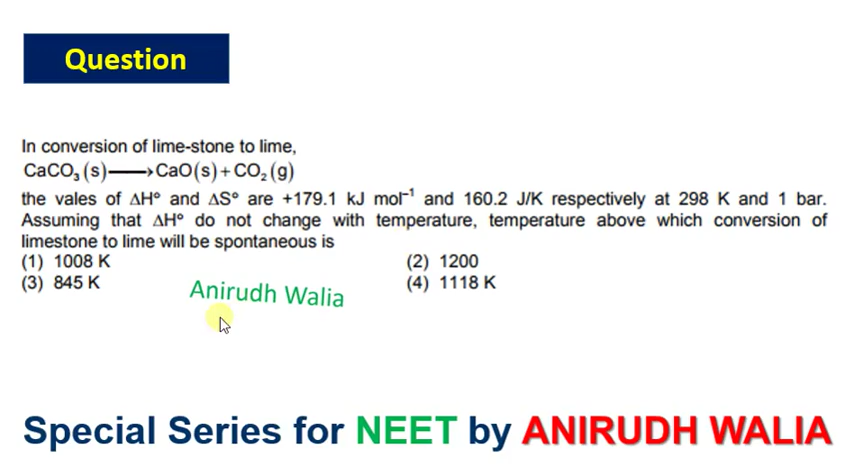 Question
In conversion of lime-stone to lime,
CaCO₃(s)⟶CaO(s)+CO₂(g)
the vales of ΔH° and ΔS° are +179.1 kJ mol⁻¹ and 160.2 J/K respectively at 298 K and 1 bar.
Assuming that ΔH° do not change with temperature, temperature above which conversion of
limestone to lime will be spontaneous is
(1) 1008 K (2) 1200
(3) 845 K (4) 1118 K
Anirudh Walia
Special Series for NEET by ANIRUDH WALIA